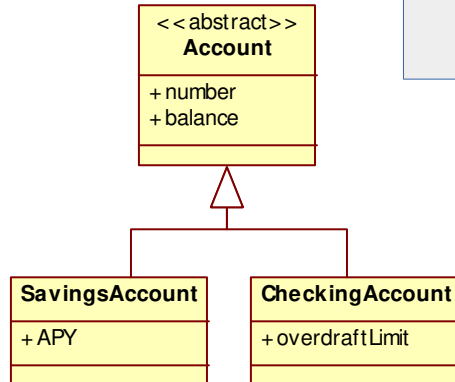 <<abstract>>
Account
+number
+balance
SavingsAccount
+APY
CheckingAccount
+overdraftLimit